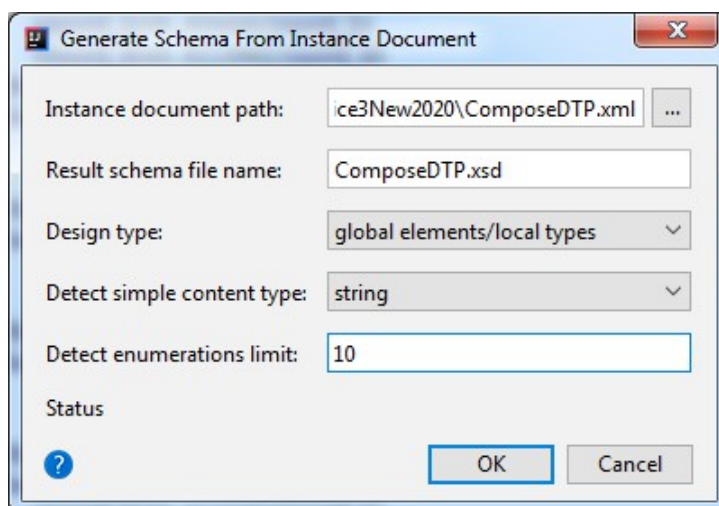 Generate Schema From Instance Document
Instance document path: ice3New2020\ComposeDTP.xml ...
Result schema file name: ComposeDTP.xsd
Design type: global elements/local types
Detect simple content type: string
Detect enumerations limit: 10
Status
? OK Cancel